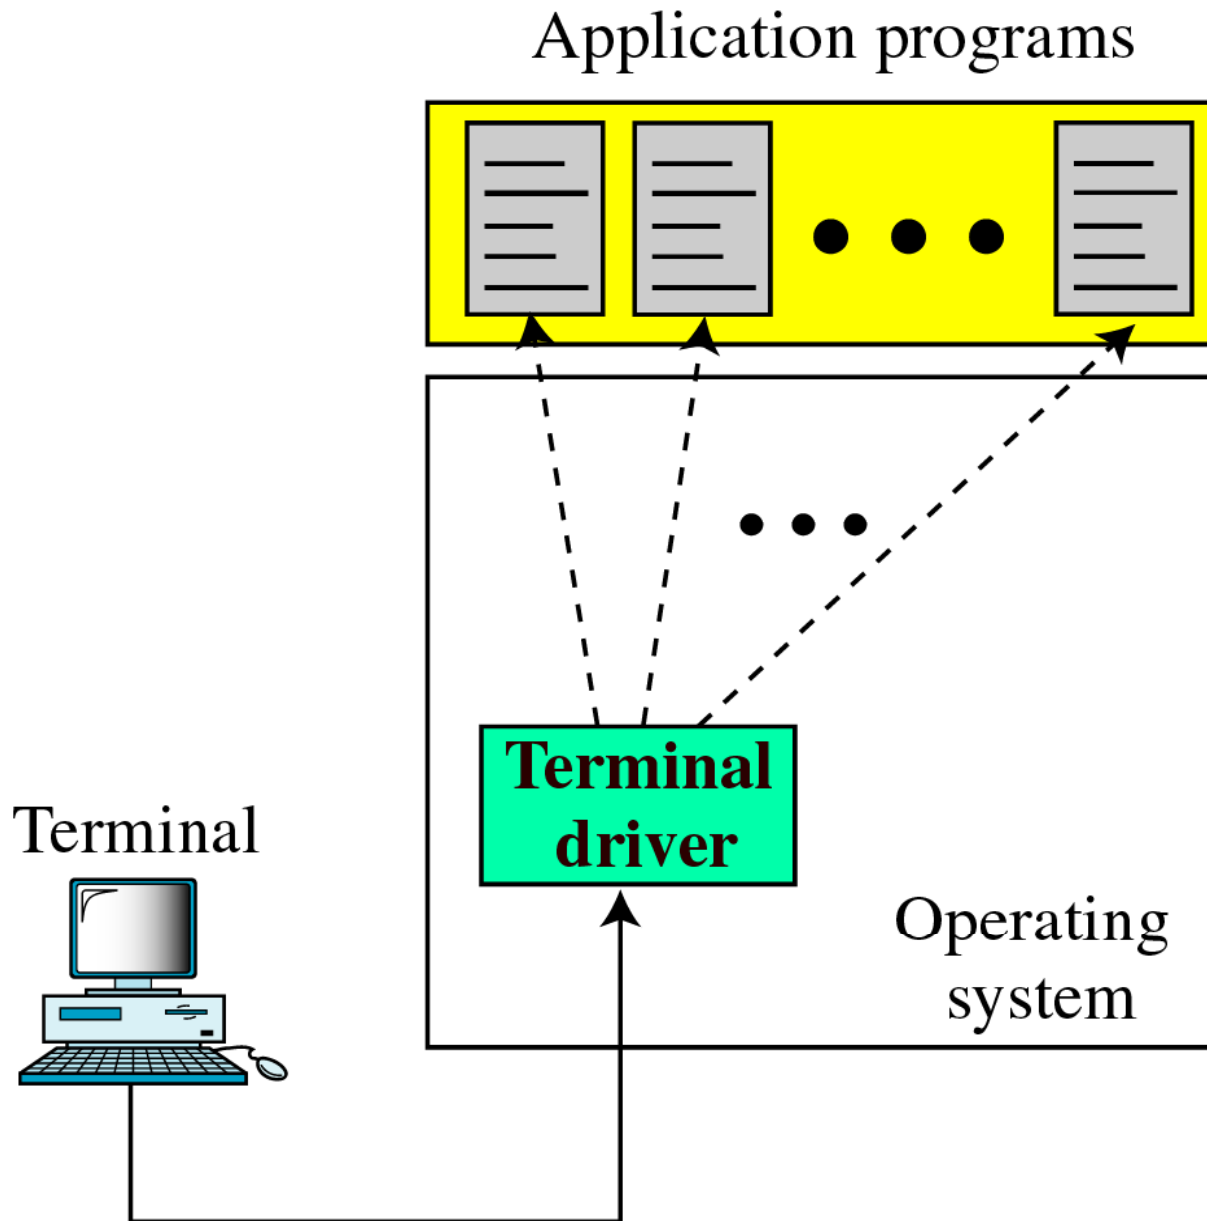 Application programs
Terminal
driver
Terminal
Operating
system